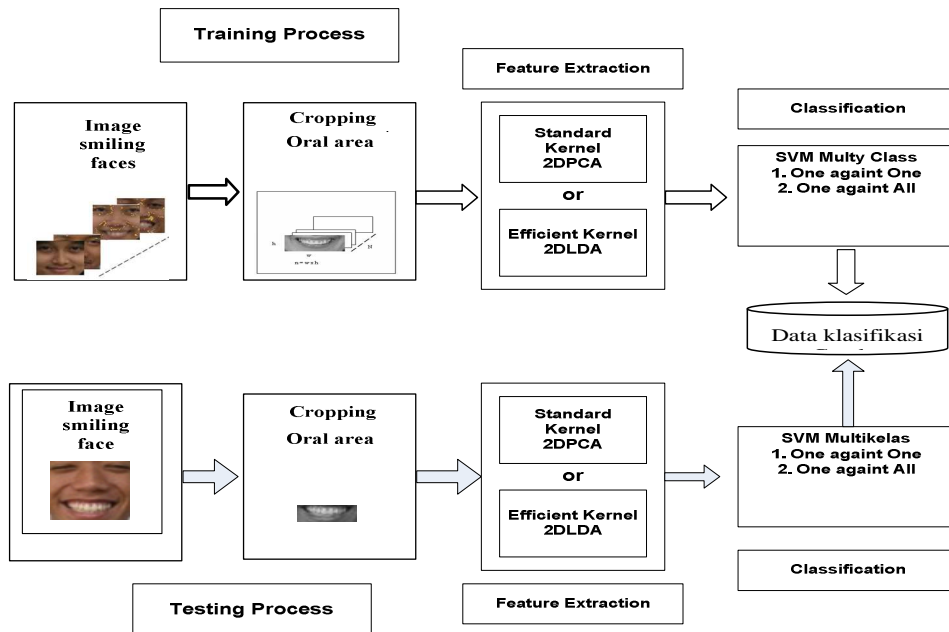 Training Process
Feature Extraction
Classification
Image
smiling
faces
Cropping
Oral area
h
w
N
n = w x h
Standard
Kernel
2DPCA
or
Efficient Kernel
2DLDA
SVM Multy Class
1. One againt One
2. One againt All
Data klasifikasi
Image
smiling
face
Cropping
Oral area
Standard
Kernel
2DPCA
or
Efficient Kernel
2DLDA
SVM Multikelas
1. One againt One
2. One againt All
Classification
Feature Extraction
Testing Process